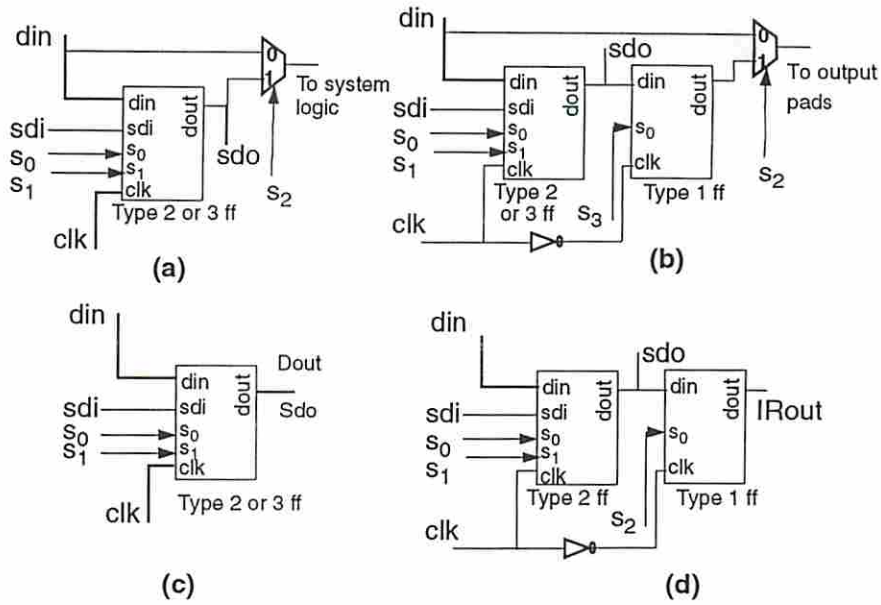 din
0
1
To system
logic
din
sdi
s0
s1
clk
dout
sdi
s0
s1
sdo
s2
Type 2 or 3 ff
clk
(a)
din
0
1
sdo
To output
pads
din
sdi
s0
s1
clk
dout
din
s0
clk
dout
sdi
s0
s1
Type 2
or 3 ff
s3
Type 1 ff
s2
clk
(b)
din
Dout
din
sdi
s0
s1
clk
dout
Sdo
sdi
s0
s1
clk
Type 2 or 3 ff
(c)
din
sdo
din
sdi
s0
s1
clk
dout
din
s0
clk
dout
IRout
sdi
s0
s1
Type 2 ff
s2
Type 1 ff
clk
(d)